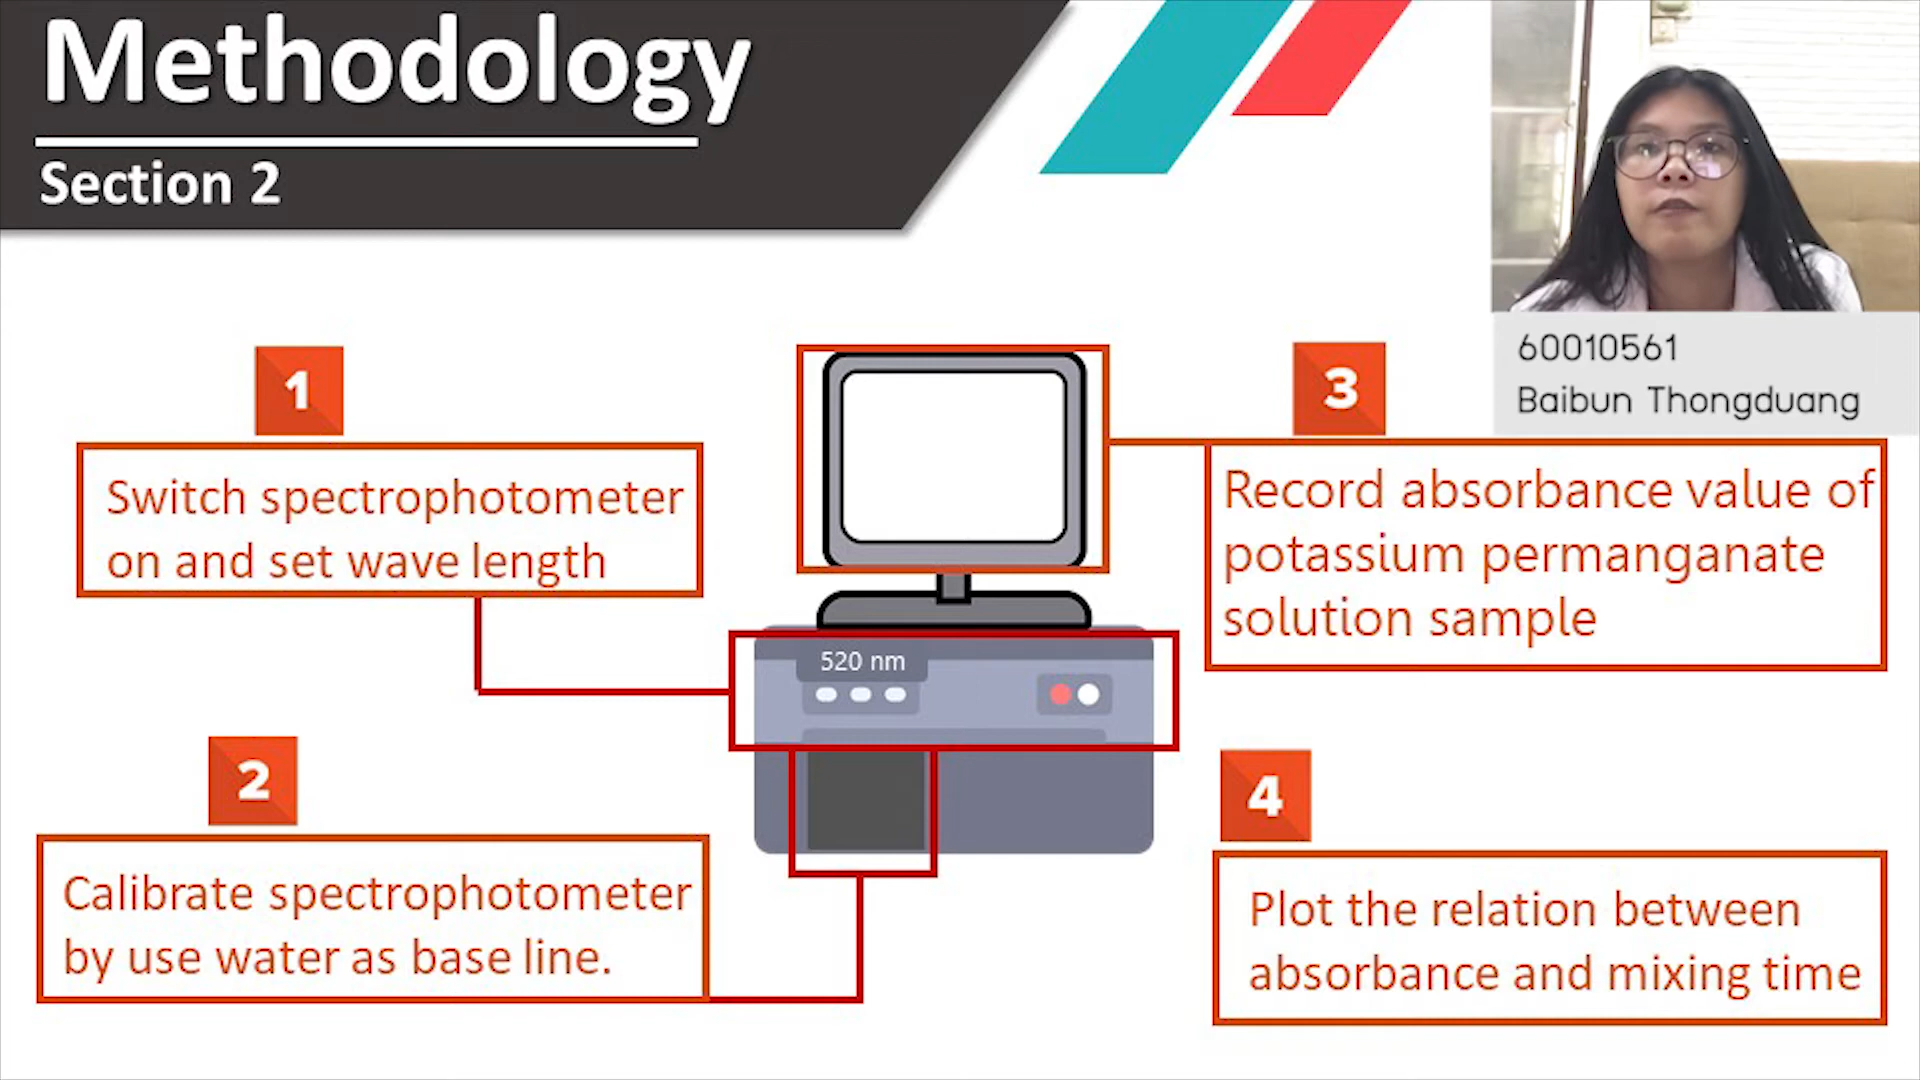 Methodology
Section 2
60010561
Baibun Thongduang
1
Switch spectrophotometer
on and set wave length
2
Calibrate spectrophotometer
by use water as base line.
520 nm
3
Record absorbance value of
potassium permanganate
solution sample
4
Plot the relation between
absorbance and mixing time